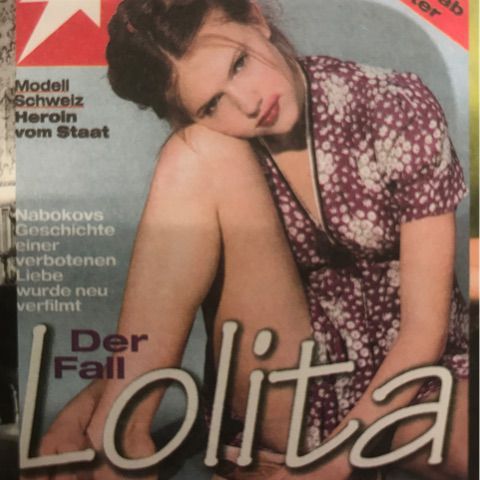 Modell
Schweiz
Heroin
vom Staat
Nabokovs
Geschichte
einer
verbotenen
Liebe
wurde neu
verfilmt
Der
Fall
Lolita